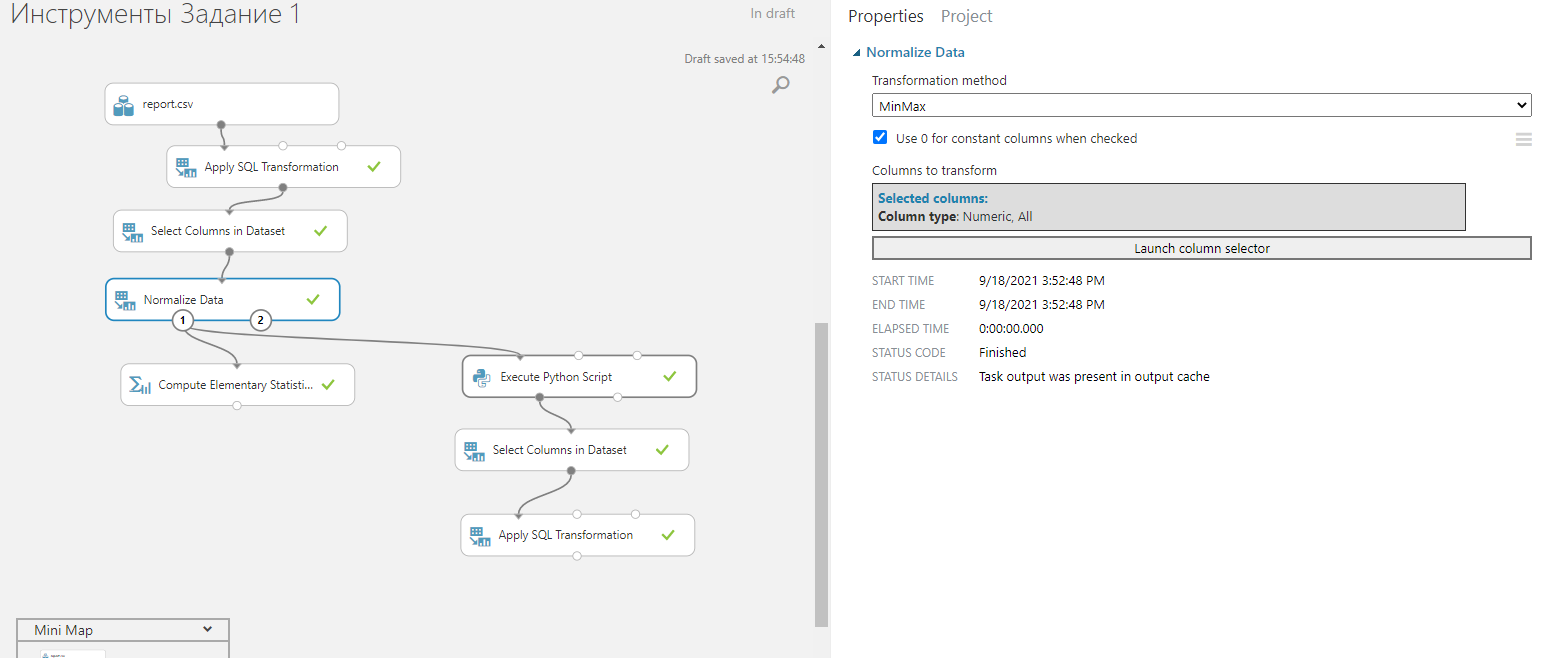 Инструменты Задание 1
In draft
Draft saved at 15:54:48
report.csv
Apply SQL Transformation
Select Columns in Dataset
Normalize Data
1
2
Compute Elementary Statisti...
Execute Python Script
Select Columns in Dataset
Apply SQL Transformation
Mini Map
Properties Project
Normalize Data
Transformation method
MinMax
Use 0 for constant columns when checked
Columns to transform
Selected columns:
Column type: Numeric, All
Launch column selector
START TIME 9/18/2021 3:52:48 PM
END TIME 9/18/2021 3:52:48 PM
ELAPSED TIME 0:00:00.000
STATUS CODE Finished
STATUS DETAILS Task output was present in output cache